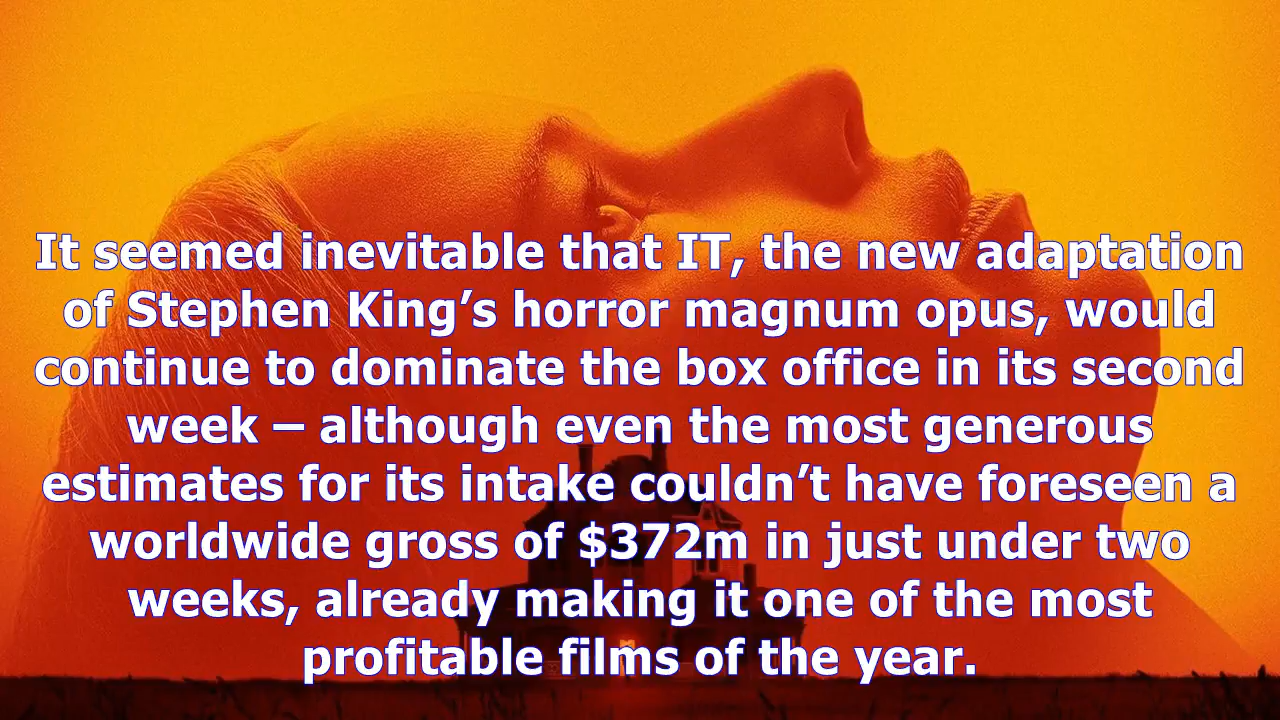 It seemed inevitable that IT, the new adaptation
of Stephen King’s horror magnum opus, would
continue to dominate the box office in its second
week – although even the most generous
estimates for its intake couldn’t have foreseen a
worldwide gross of $372m in just under two
weeks, already making it one of the most
profitable films of the year.